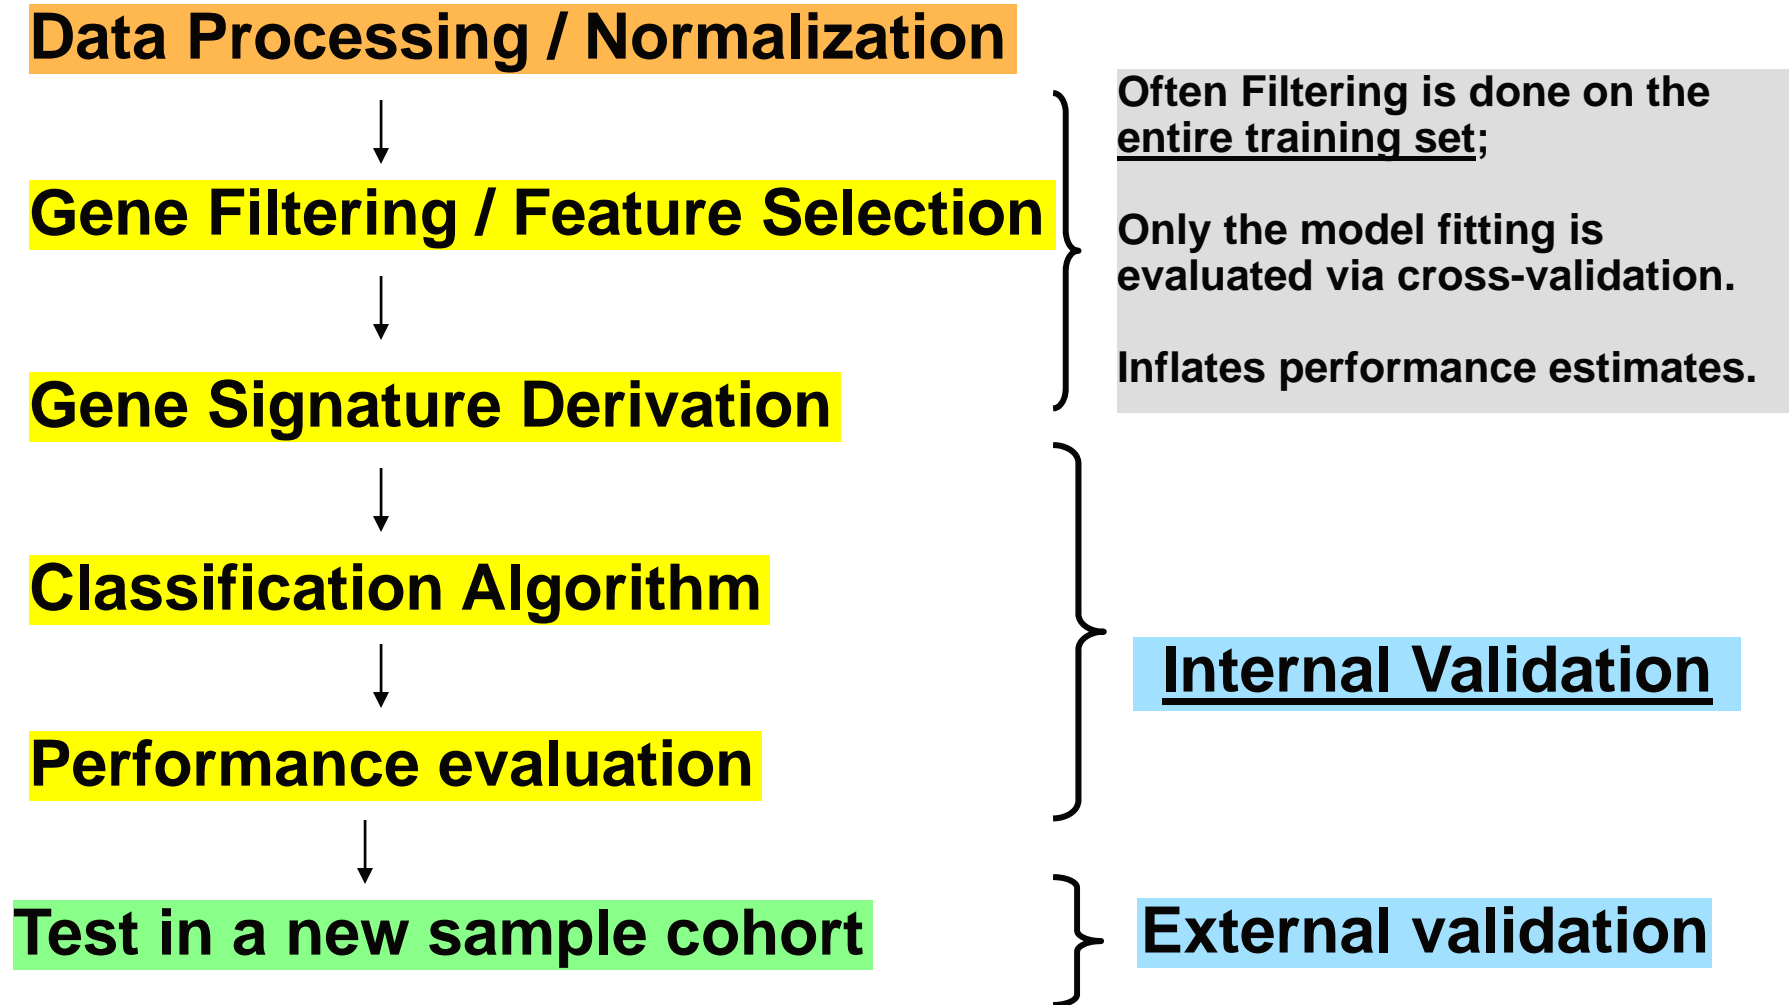 Data Processing / Normalization
Often Filtering is done on the
entire training set;
Gene Filtering / Feature Selection
Only the model fitting is
evaluated via cross-validation.
Inflates performance estimates.
Gene Signature Derivation
Classification Algorithm
Internal Validation
Performance evaluation
Test in a new sample cohort
External validation